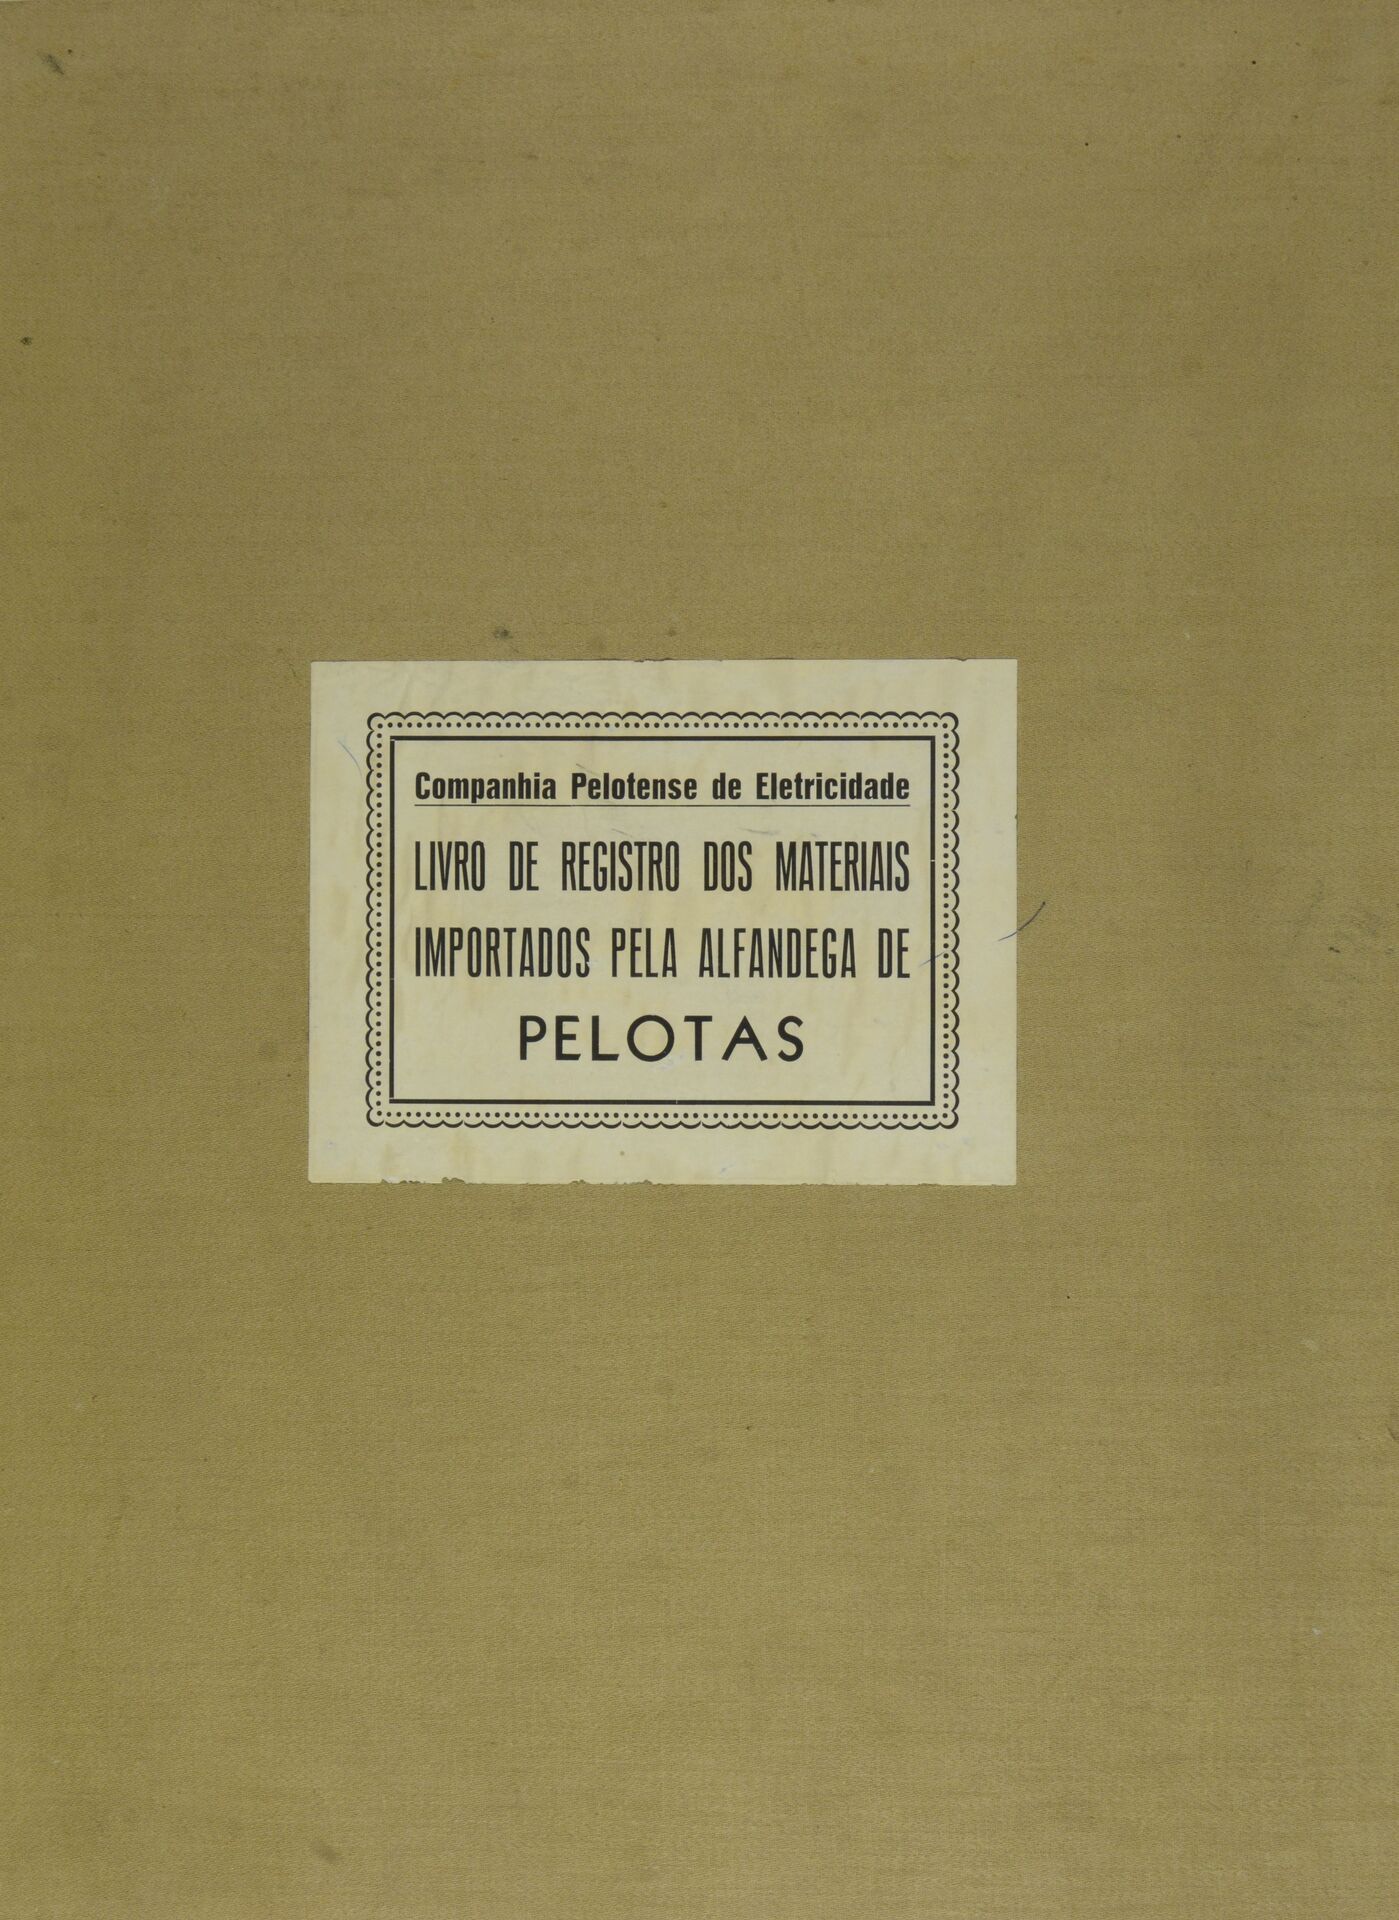 Companhia Pelotense de Eletricidade
LIVRO DE REGISTRO DOS MATERIAIS
IMPORTADOS PELA ALFANDEGA DE
PELOTAS